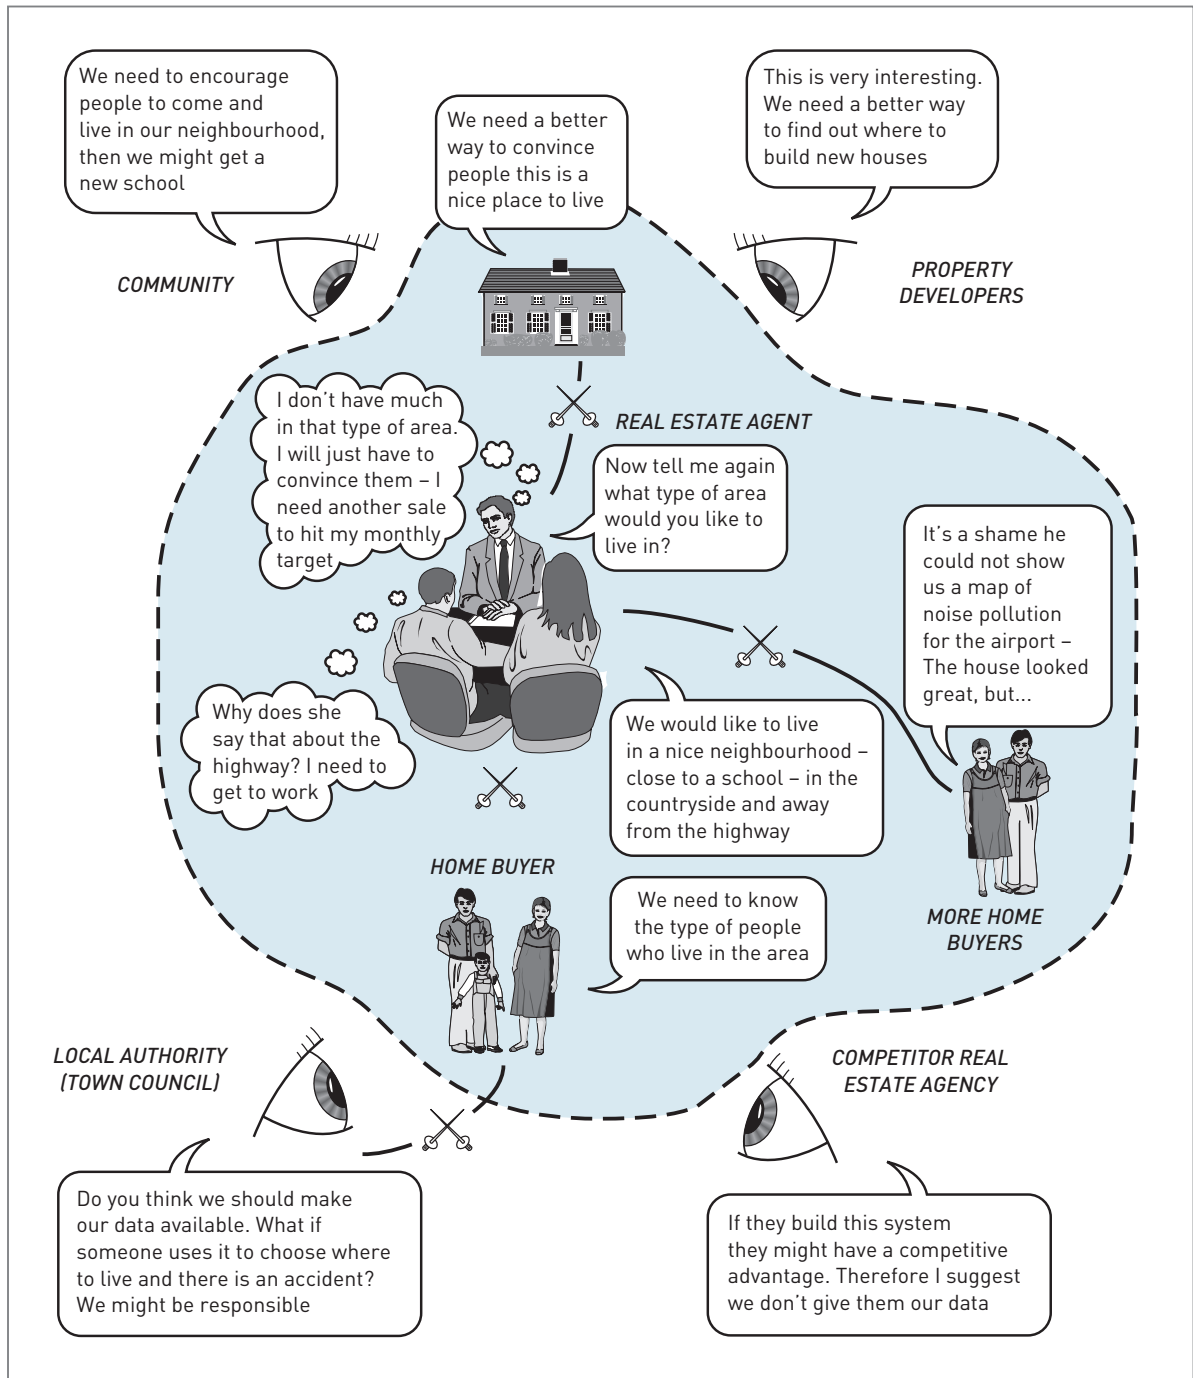 We need to encourage
people to come and
live in our neighbourhood,
then we might get a
new school
We need a better
way to convince
people this is a
nice place to live
This is very interesting.
We need a better way
to find out where to
build new houses
COMMUNITY
PROPERTY
DEVELOPERS
I don't have much
in that type of area.
I will just have to
convince them – I
need another sale
to hit my monthly
target
REAL ESTATE AGENT
Now tell me again
what type of area
would you like to
live in?
It's a shame he
could not show
us a map of
noise pollution
for the airport –
The house looked
great, but...
Why does she
say that about the
highway? I need to
get to work
We would like to live
in a nice neighbourhood –
close to a school – in the
countryside and away
from the highway
HOME BUYER
We need to know
the type of people
who live in the area
MORE HOME
BUYERS
LOCAL AUTHORITY
(TOWN COUNCIL)
COMPETITOR REAL
ESTATE AGENCY
Do you think we should make
our data available. What if
someone uses it to choose where
to live and there is an accident?
We might be responsible
If they build this system
they might have a competitive
advantage. Therefore I suggest
we don't give them our data